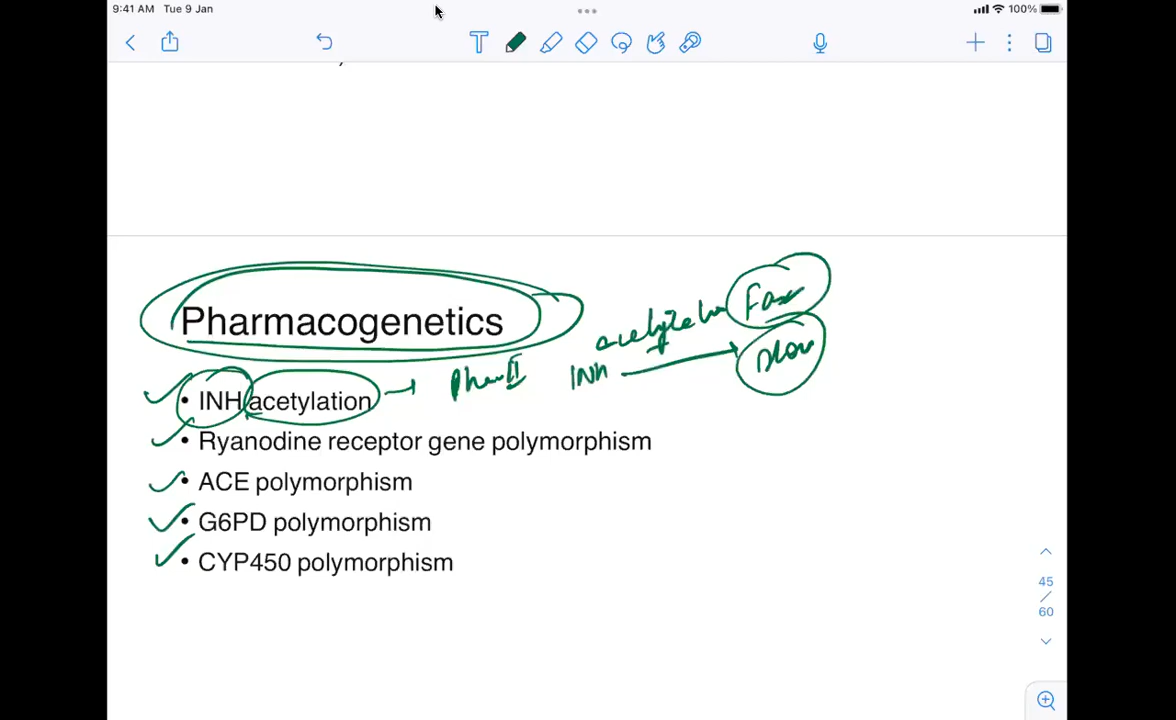 9:41 AM Tue 9 Jan
100%
Pharmacogenetics
acetylation Fast
Phase II INH Slow
• INH acetylation
• Ryanodine receptor gene polymorphism
• ACE polymorphism
• G6PD polymorphism
• CYP450 polymorphism
45
/
60